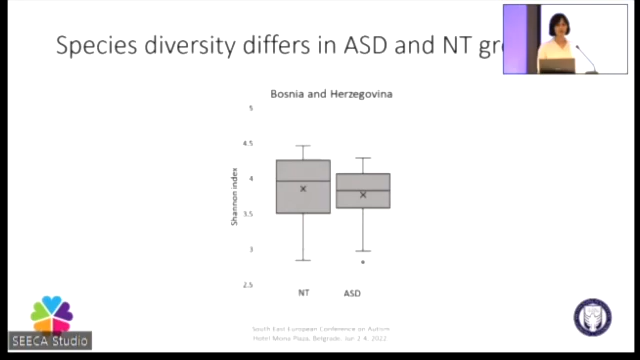 Species diversity differs in ASD and NT
Bosnia and Herzegovina
5
4.5
4
3.5
3
2.5
Shannon index
NT
ASD
South East European Conference on Autism
Hotel Mona Plaza, Belgrade, Jun 2-4, 2022
SEECA Studio